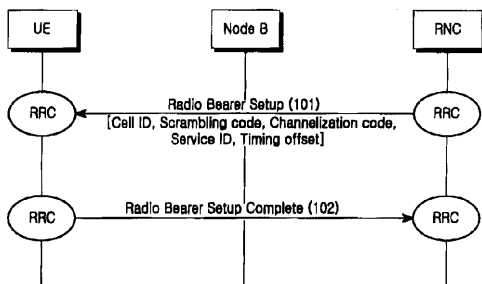 UE
Node B
RNC
RRC
Radio Bearer Setup (101)
RRC
[Cell ID, Scrambling code, Channelization code,
Service ID, Timing offset]
RRC
Radio Bearer Setup Complete (102)
RRC